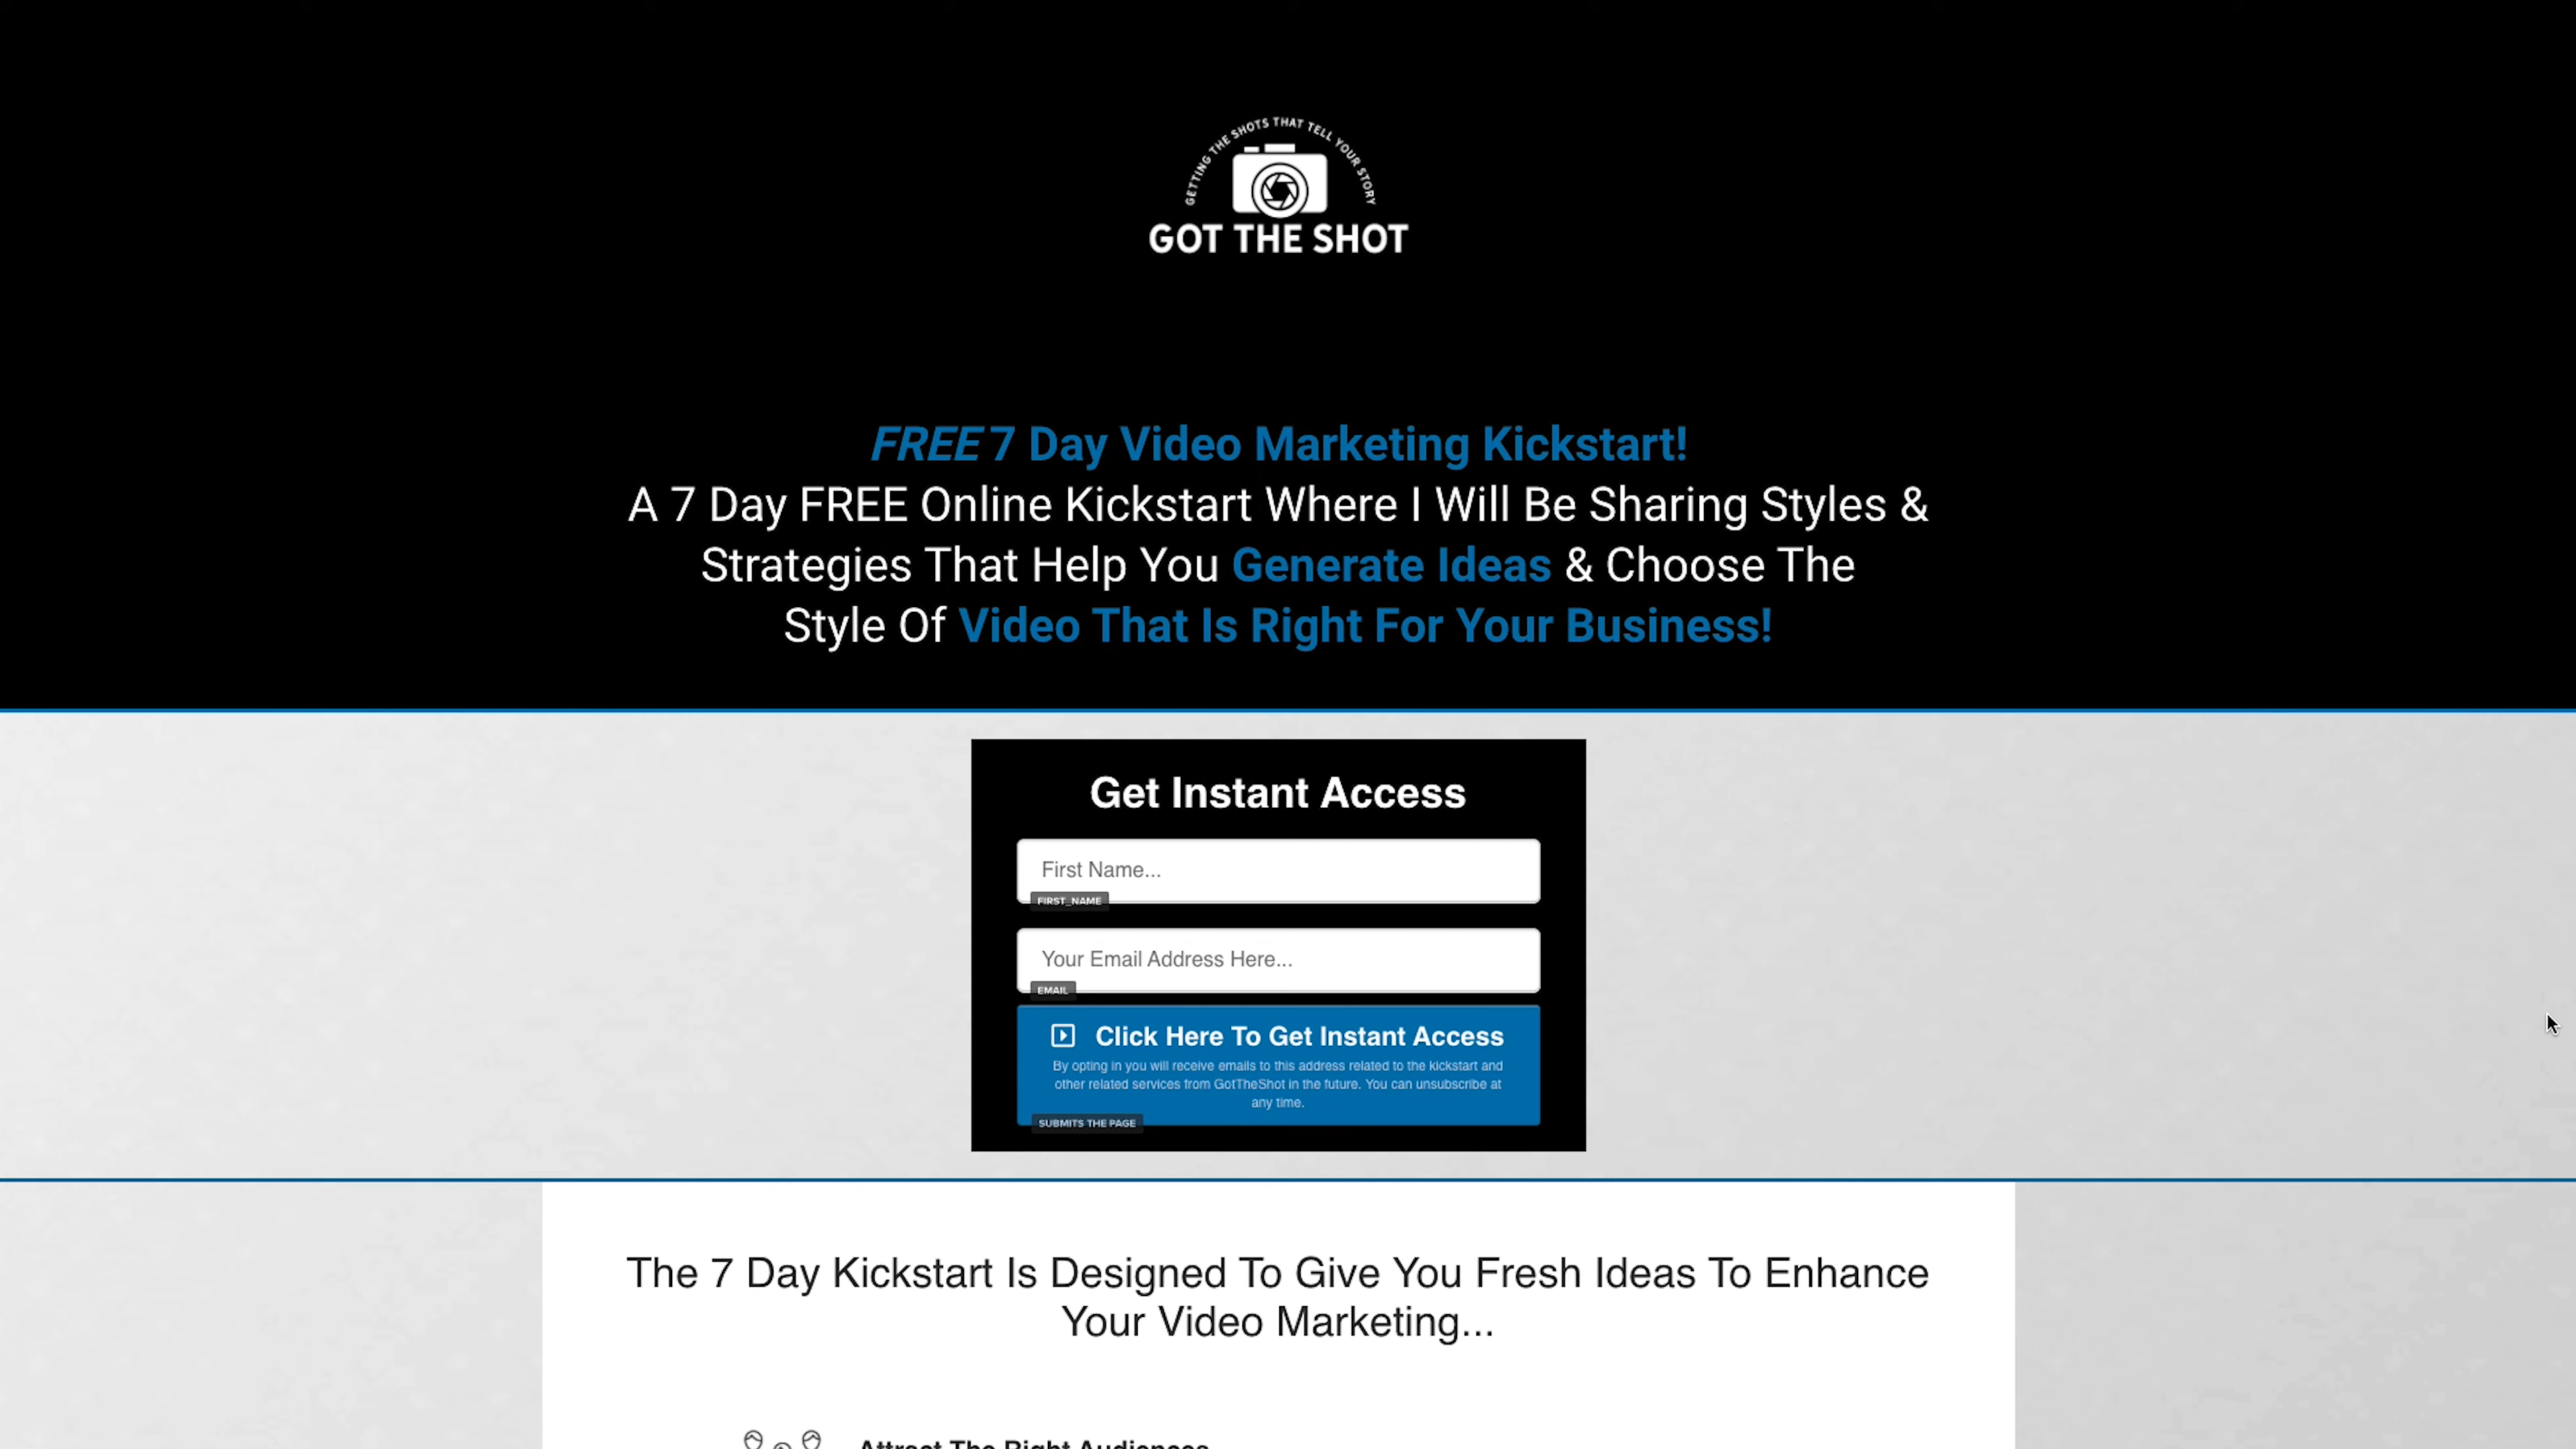 GETTING THE SHOTS THAT TELL YOUR STORY
GOT THE SHOT
FREE 7 Day Video Marketing Kickstart!
A 7 Day FREE Online Kickstart Where I Will Be Sharing Styles &
Strategies That Help You Generate Ideas & Choose The
Style Of Video That Is Right For Your Business!
Get Instant Access
First Name...
FIRST_NAME
Your Email Address Here...
EMAIL
Click Here To Get Instant Access
By opting in you will receive emails to this address related to the kickstart and
other related services from GotTheShot in the future. You can unsubscribe at
any time.
SUBMITS THE PAGE
The 7 Day Kickstart Is Designed To Give You Fresh Ideas To Enhance
Your Video Marketing...
Attract The Right Audiences